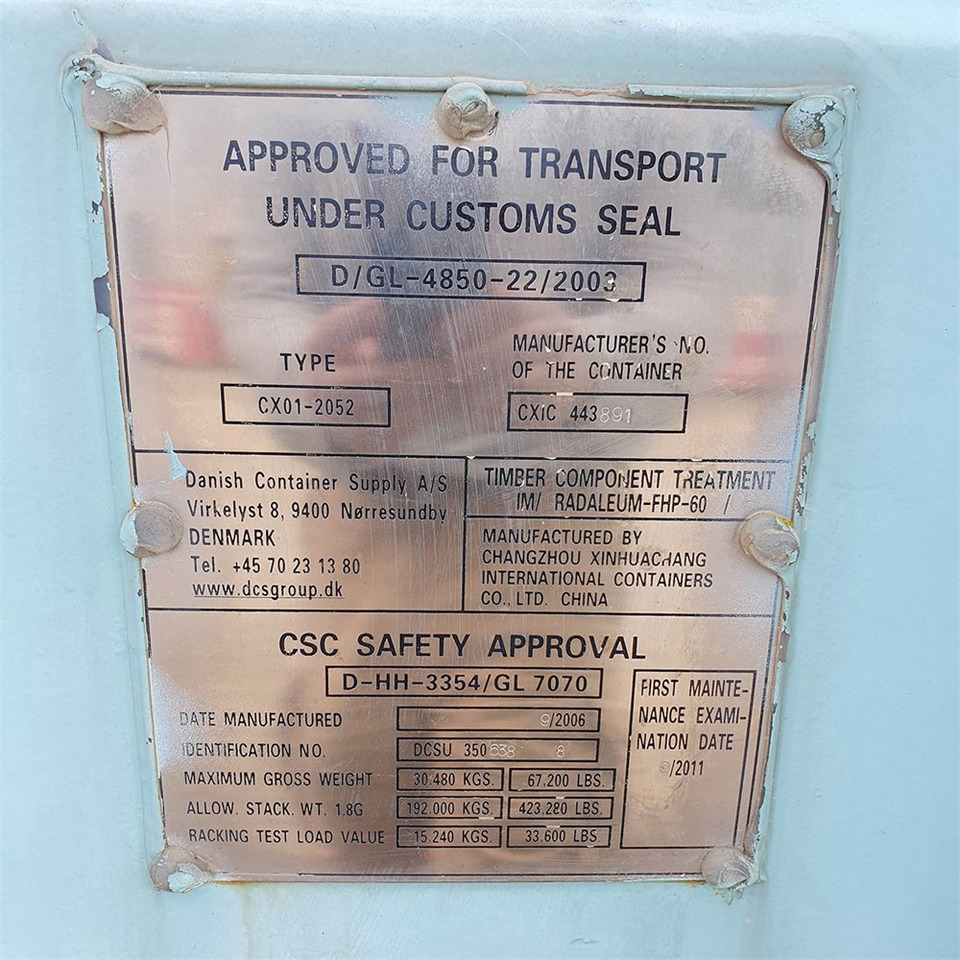 APPROVED FOR TRANSPORT
UNDER CUSTOMS SEAL
D/GL-4850-22/2003
TYPE
CX01-2052
MANUFACTURER'S NO.
OF THE CONTAINER
CXIC 443891
Danish Container Supply A/S
Virkelyst 8, 9400 Nørresundby
DENMARK
Tel. +45 70 23 13 80
www.dcsgroup.dk
TIMBER COMPONENT TREATMENT
IM/ RADALEUM-FHP-60 /
MANUFACTURED BY
CHANGZHOU XINHUACHANG
INTERNATIONAL CONTAINERS
CO., LTD. CHINA
CSC SAFETY APPROVAL
D-HH-3354/GL 7070
DATE MANUFACTURED 9/2006
IDENTIFICATION NO. DCSU 350638 8
MAXIMUM GROSS WEIGHT 30.480 KGS. 67.200 LBS.
ALLOW. STACK. WT. 1.8G 192.000 KGS. 423.280 LBS.
RACKING TEST LOAD VALUE 15.240 KGS. 33.600 LBS
FIRST MAINTE-
NANCE EXAMI-
NATION DATE
9/2011